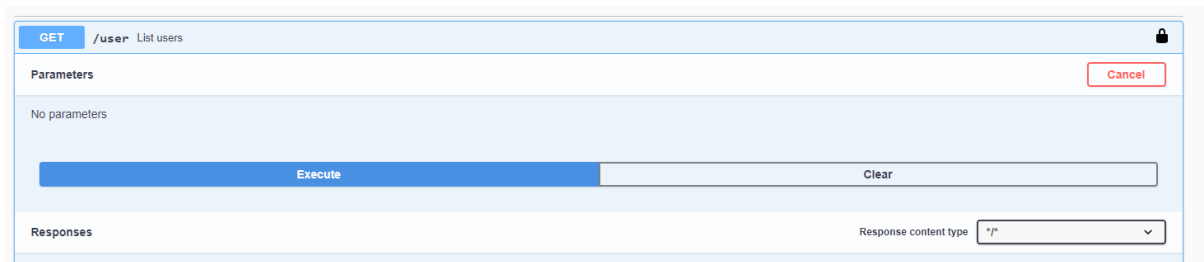 GET /user List users
Parameters Cancel
No parameters
Execute Clear
Responses Response content type */*